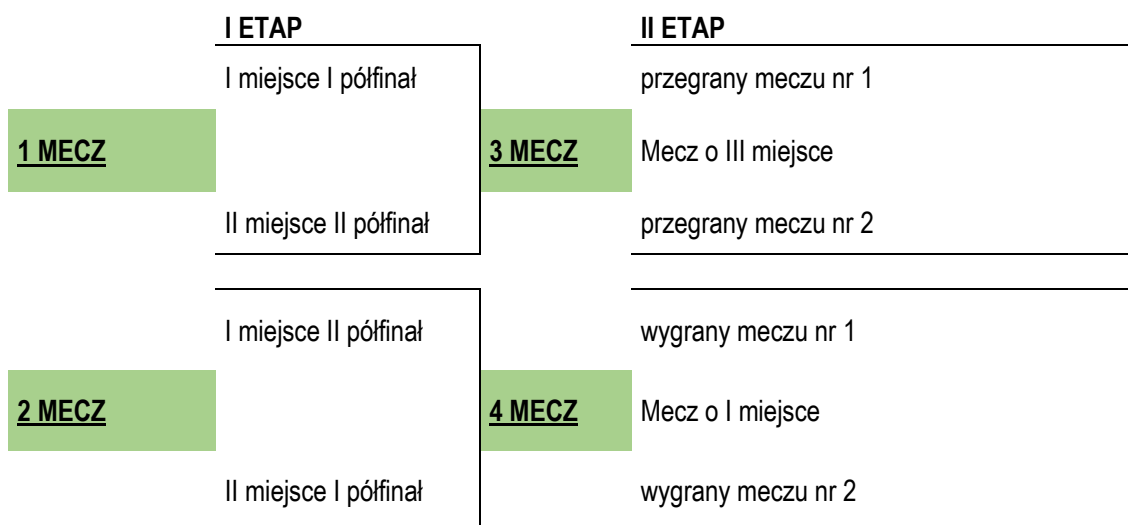 I ETAP
II ETAP
I miejsce I półfinał
przegrany meczu nr 1
1 MECZ
3 MECZ
Mecz o III miejsce
II miejsce II półfinał
przegrany meczu nr 2
I miejsce II półfinał
wygrany meczu nr 1
2 MECZ
4 MECZ
Mecz o I miejsce
II miejsce I półfinał
wygrany meczu nr 2